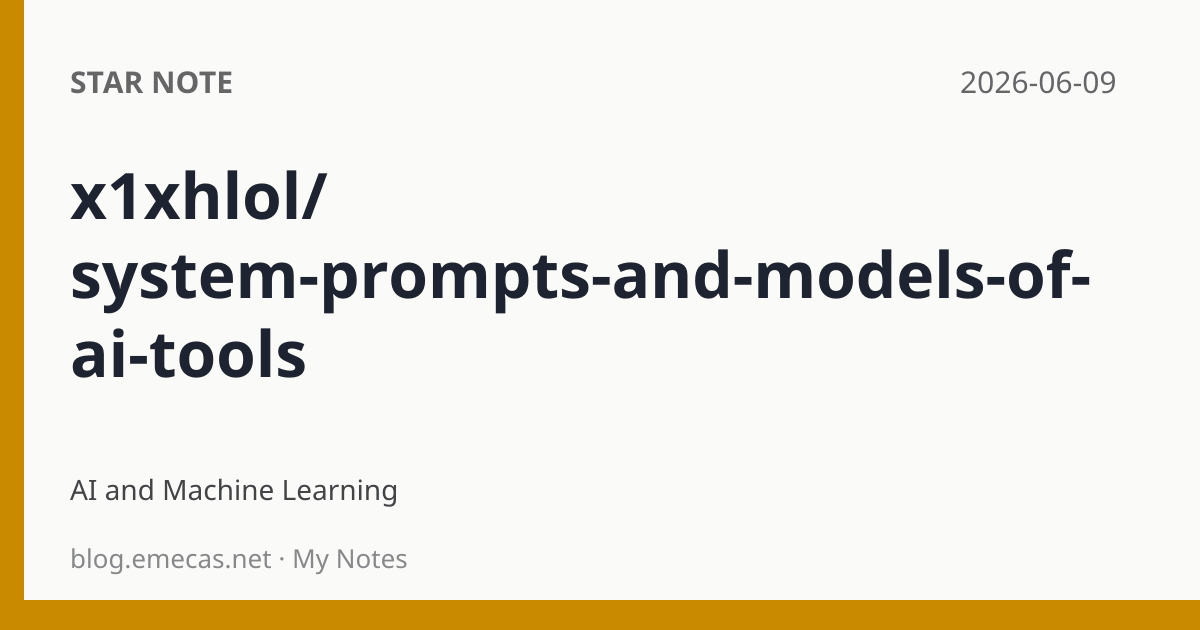 STAR NOTE
2026-06-09
x1xhlol/
system-prompts-and-models-of-
ai-tools
AI and Machine Learning
blog.emecas.net · My Notes